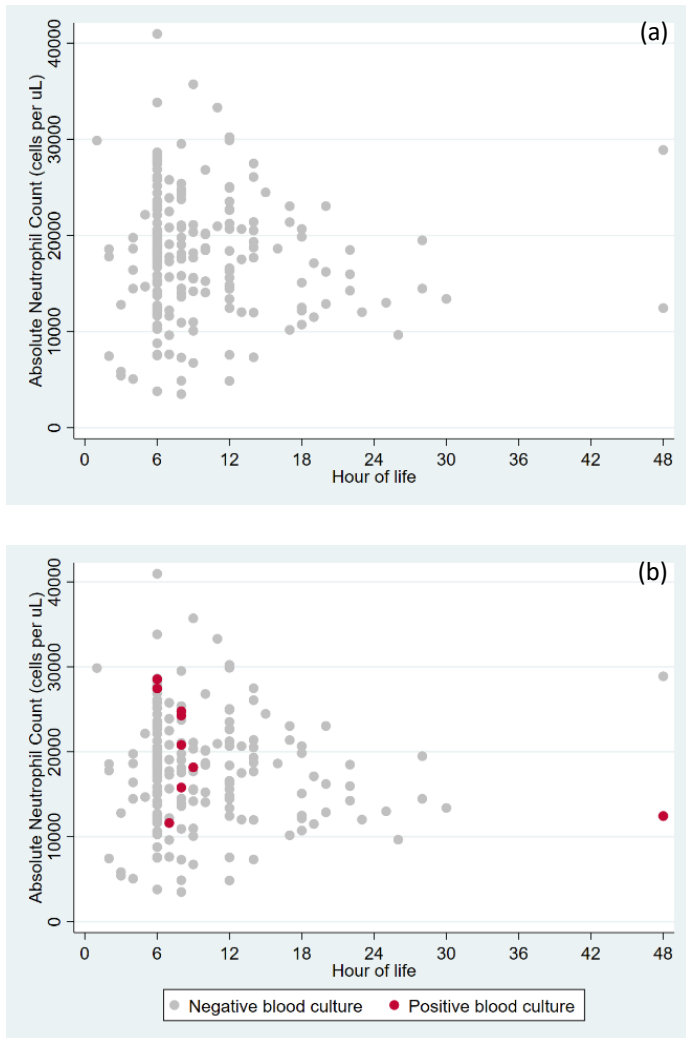 (a)
Absolute Neutrophil Count (cells per uL)
40000
30000
20000
10000
0
0 6 12 18 24 30 36 42 48
Hour of life
(b)
Absolute Neutrophil Count (cells per uL)
40000
30000
20000
10000
0
0 6 12 18 24 30 36 42 48
Hour of life
Negative blood culture Positive blood culture